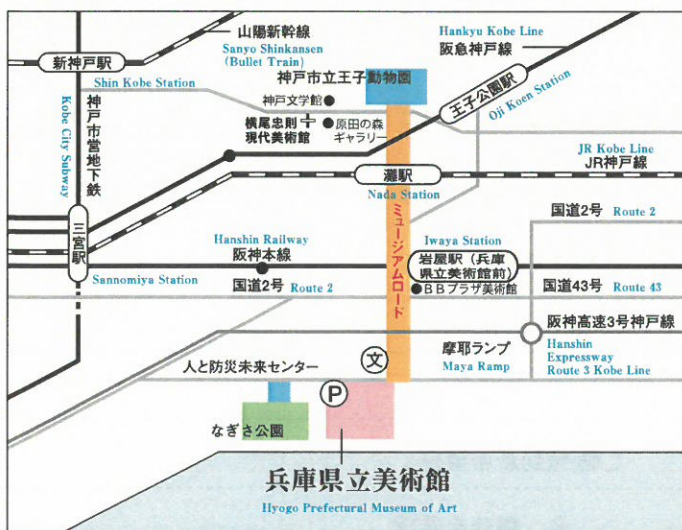 山陽新幹線
Sanyo Shinkansen
(Bullet Train)
Hankyu Kobe Line
阪急神戸線
新神戸駅
Shin Kobe Station
神戸市立王子動物園
神戸文学館
王子公園駅
Oji Koen Station
Kobe City Subway
神戸市営地下鉄
横尾忠則
現代美術館
原田の森
ギャラリー
JR Kobe Line
JR神戸線
灘駅
Nada Station
三宮駅
Sannomiya Station
ミュージアムロード
Hanshin Railway
阪神本線
Iwaya Station
岩屋駅(兵庫
県立美術館前)
国道2号 Route 2
国道2号 Route 2
BBプラザ美術館
国道43号 Route 43
阪神高速3号神戸線
Hanshin
Expressway
Route 3 Kobe Line
摩耶ランプ
Maya Ramp
人と防災未来センター
文
P
なぎさ公園
兵庫県立美術館
Hyogo Prefectural Museum of Art